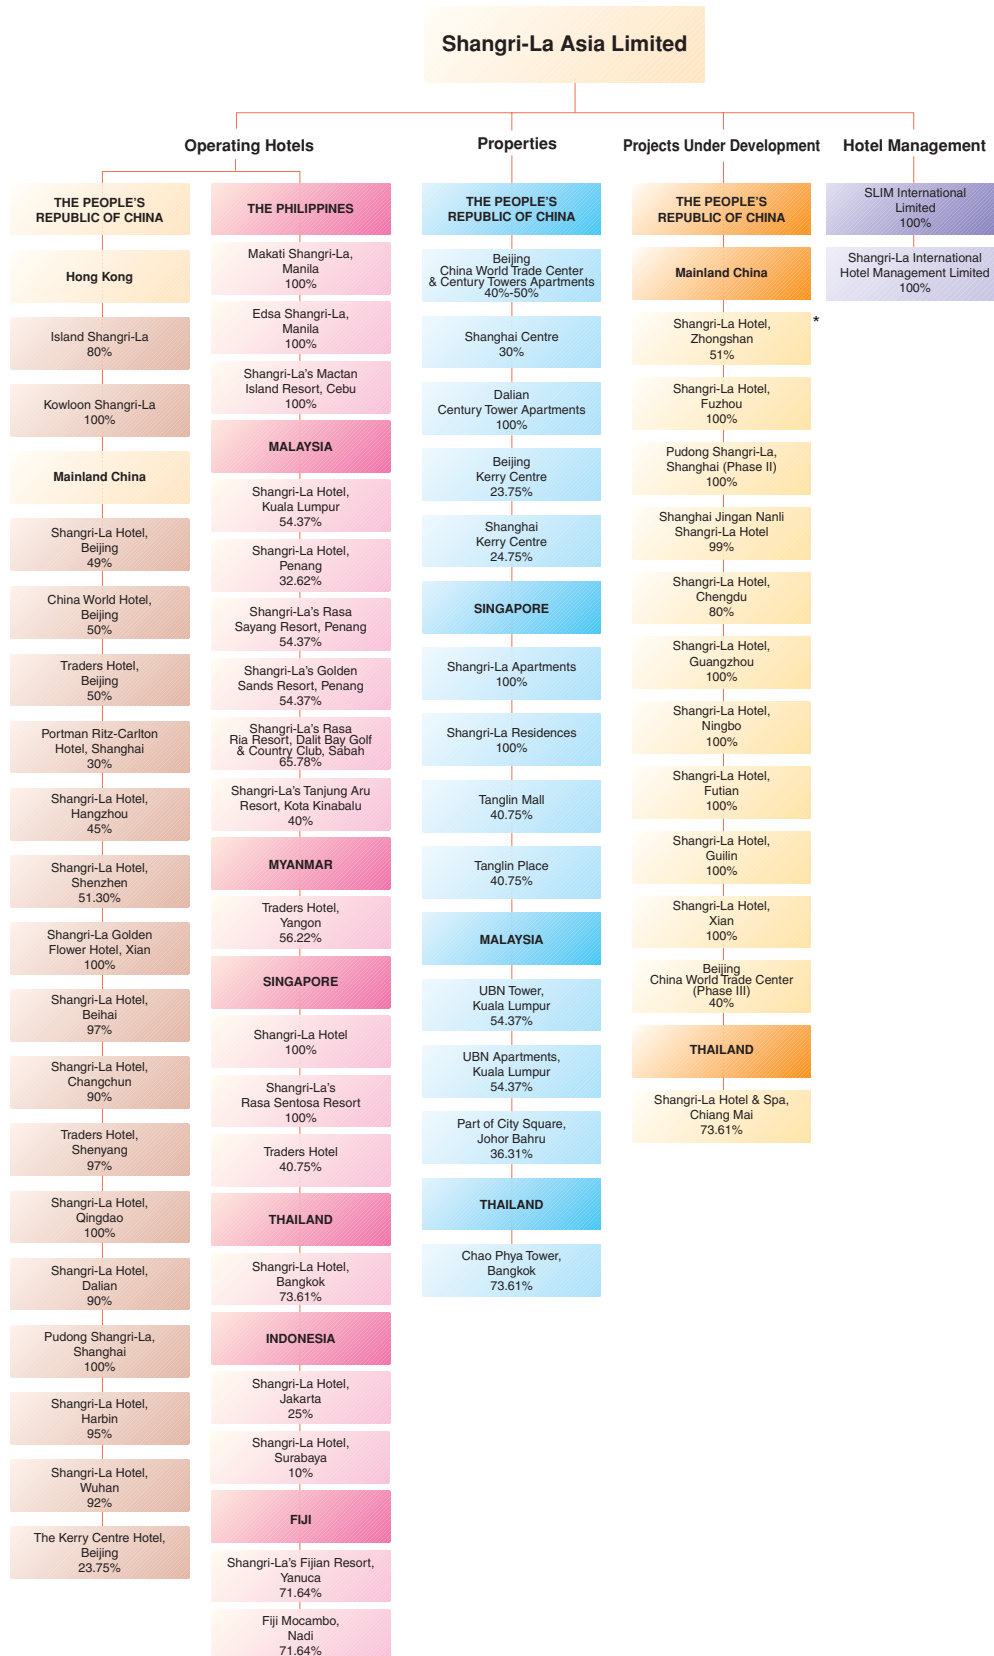 Shangri-La Asia Limited
Operating Hotels
THE PEOPLE'S
REPUBLIC OF CHINA
Hong Kong
Island Shangri-La
80%
Kowloon Shangri-La
100%
Mainland China
Shangri-La Hotel,
Beijing
49%
China World Hotel,
Beijing
50%
Traders Hotel,
Beijing
50%
Portman Ritz-Carlton
Hotel, Shanghai
30%
Shangri-La Hotel,
Hangzhou
45%
Shangri-La Hotel,
Shenzhen
51.30%
Shangri-La Golden
Flower Hotel, Xian
100%
Shangri-La Hotel,
Beihai
97%
Shangri-La Hotel,
Changchun
90%
Traders Hotel,
Shenyang
97%
Shangri-La Hotel,
Qingdao
100%
Shangri-La Hotel,
Dalian
90%
Pudong Shangri-La,
Shanghai
100%
Shangri-La Hotel,
Harbin
95%
Shangri-La Hotel,
Wuhan
92%
The Kerry Centre Hotel,
Beijing
23.75%
THE PHILIPPINES
Makati Shangri-La,
Manila
100%
Edsa Shangri-La,
Manila
100%
Shangri-La's Mactan
Island Resort, Cebu
100%
MALAYSIA
Shangri-La Hotel,
Kuala Lumpur
54.37%
Shangri-La Hotel,
Penang
32.62%
Shangri-La's Rasa
Sayang Resort, Penang
54.37%
Shangri-La's Golden
Sands Resort, Penang
54.37%
Shangri-La's Rasa
Ria Resort, Dalit Bay Golf
& Country Club, Sabah
65.78%
Shangri-La's Tanjung Aru
Resort, Kota Kinabalu
40%
MYANMAR
Traders Hotel,
Yangon
56.22%
SINGAPORE
Shangri-La Hotel
100%
Shangri-La's
Rasa Sentosa Resort
100%
Traders Hotel
40.75%
THAILAND
Shangri-La Hotel,
Bangkok
73.61%
INDONESIA
Shangri-La Hotel,
Jakarta
25%
Shangri-La Hotel,
Surabaya
10%
FIJI
Shangri-La's Fijian Resort,
Yanuca
71.64%
Fiji Mocambo,
Nadi
71.64%
Properties
THE PEOPLE'S
REPUBLIC OF CHINA
Beijing
China World Trade Center
& Century Towers Apartments
40%-50%
Shanghai Centre
30%
Dalian
Century Tower Apartments
100%
Beijing
Kerry Centre
23.75%
Shanghai
Kerry Centre
24.75%
SINGAPORE
Shangri-La Apartments
100%
Shangri-La Residences
100%
Tanglin Mall
40.75%
Tanglin Place
40.75%
MALAYSIA
UBN Tower,
Kuala Lumpur
54.37%
UBN Apartments,
Kuala Lumpur
54.37%
Part of City Square,
Johor Bahru
36.31%
THAILAND
Chao Phya Tower,
Bangkok
73.61%
Projects Under Development
THE PEOPLE'S
REPUBLIC OF CHINA
Mainland China
Shangri-La Hotel, *
Zhongshan
51%
Shangri-La Hotel,
Fuzhou
100%
Pudong Shangri-La,
Shanghai (Phase II)
100%
Shanghai Jingan Nanli
Shangri-La Hotel
99%
Shangri-La Hotel,
Chengdu
80%
Shangri-La Hotel,
Guangzhou
100%
Shangri-La Hotel,
Ningbo
100%
Shangri-La Hotel,
Futian
100%
Shangri-La Hotel,
Guilin
100%
Shangri-La Hotel,
Xian
100%
Beijing
China World Trade Center
(Phase III)
40%
THAILAND
Shangri-La Hotel & Spa,
Chiang Mai
73.61%
Hotel Management
SLIM International
Limited
100%
Shangri-La International
Hotel Management Limited
100%